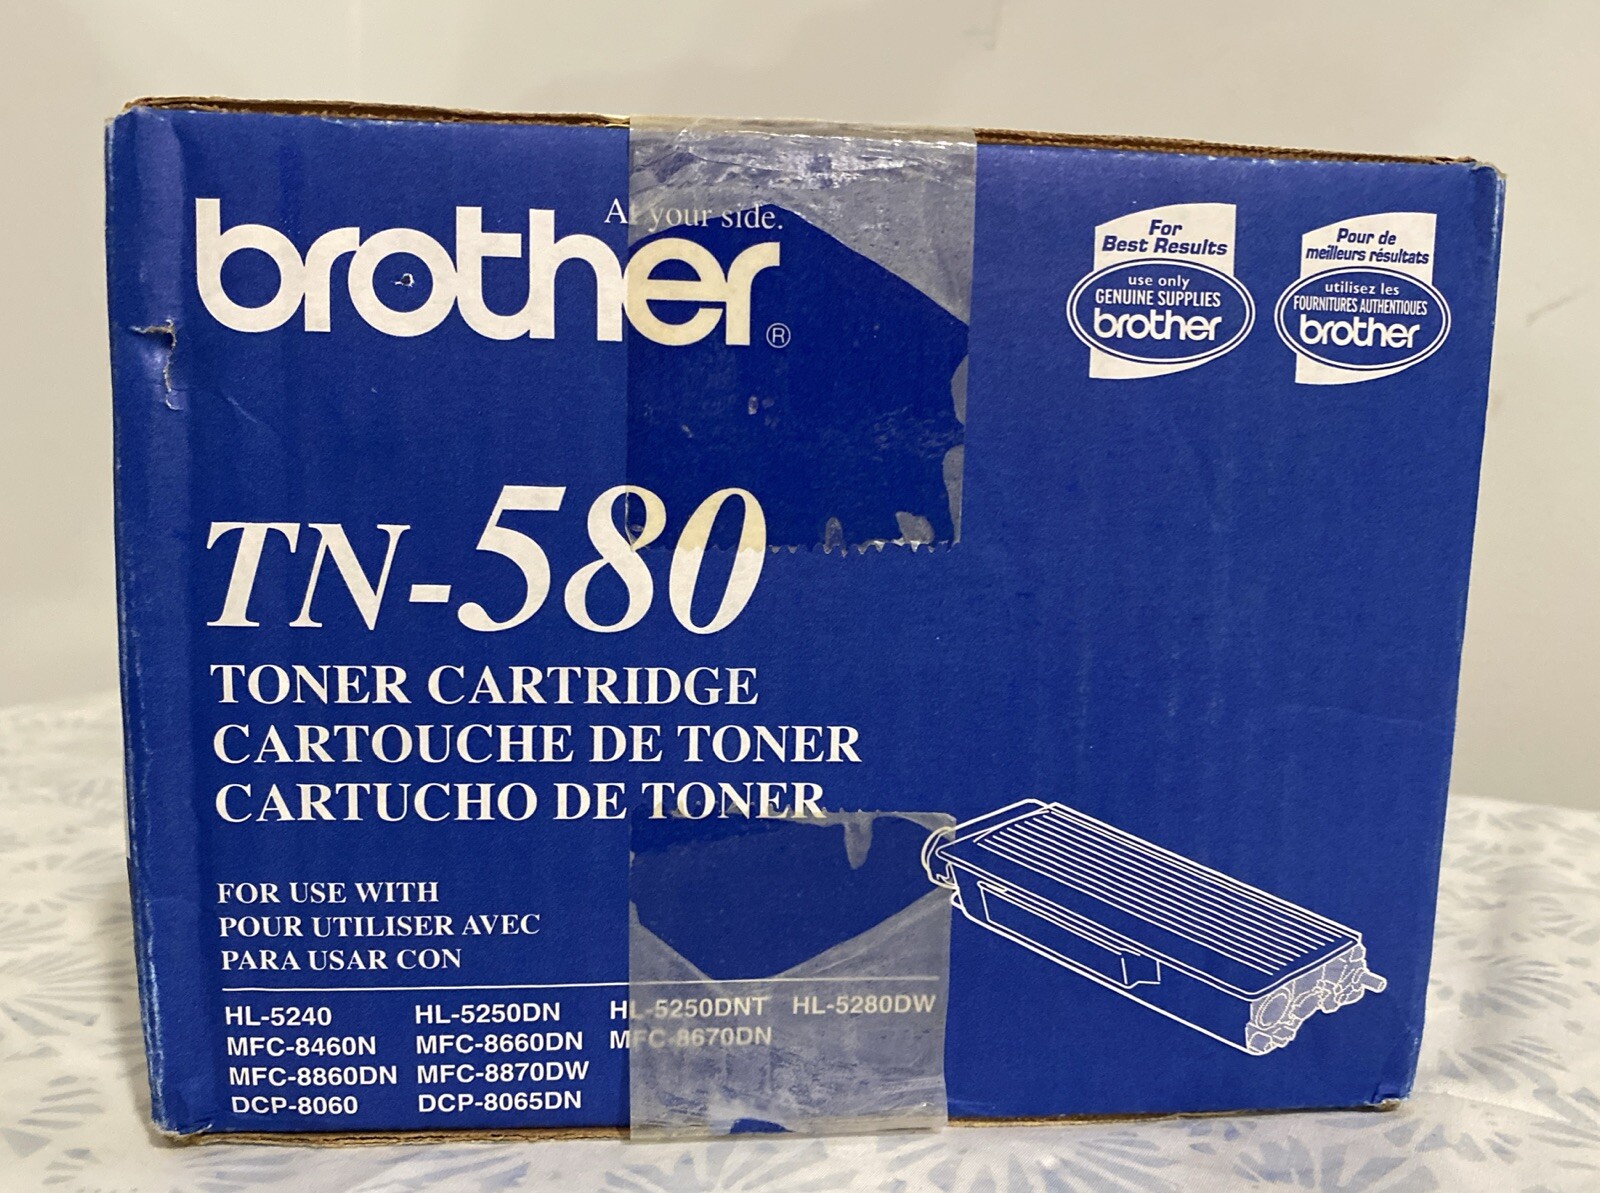 At your side.
brother®
For
Best Results
use only
GENUINE SUPPLIES
brother
Pour de
meilleurs résultats
utilisez les
FOURNITURES AUTHENTIQUES
brother
TN-580
TONER CARTRIDGE
CARTOUCHE DE TONER
CARTUCHO DE TONER
FOR USE WITH
POUR UTILISER AVEC
PARA USAR CON
HL-5240 HL-5250DN HL-5250DNT HL-5280DW
MFC-8460N MFC-8660DN MFC-8670DN
MFC-8860DN MFC-8870DW
DCP-8060 DCP-8065DN